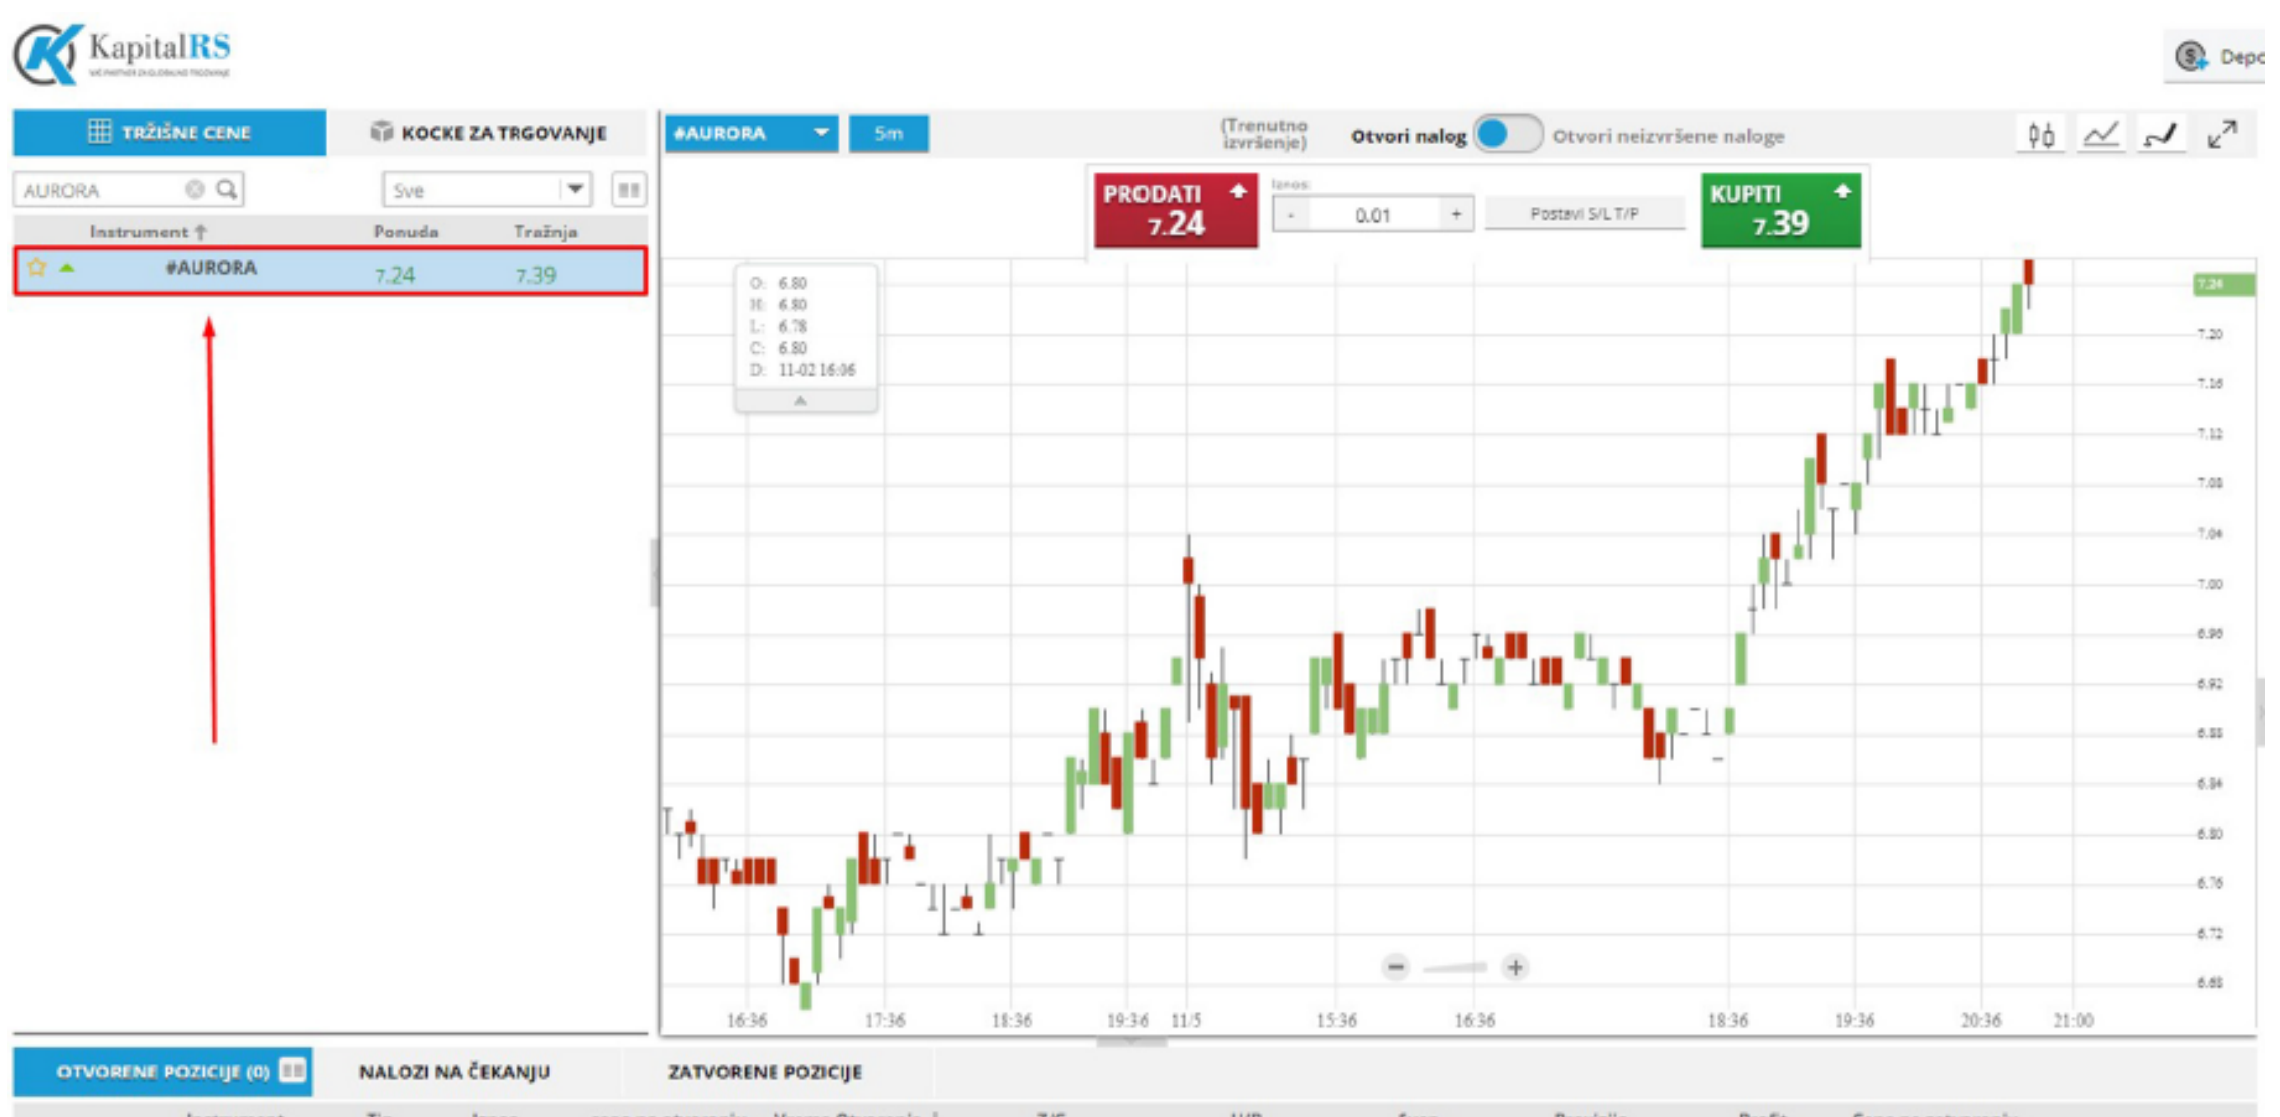 KapitalRS
Depo
TRŽIŠNE CENE
KOCKE ZA TRGOVANJE
#AURORA
5m
(Trenutno
izvršenje)
Otvori nalog
Otvori neizvršene naloge
AURORA
Sve
PRODATI
7.24
Iznos:
- 0.01 +
Postavi S/L T/P
KUPITI
7.39
Instrument Ponuda Tražnja
#AURORA 7.24 7.39
O: 6.80
H: 6.80
L: 6.78
C: 6.80
D: 11-02 16:06
7.24
7.20
7.16
7.12
7.08
7.04
7.00
6.96
6.92
6.88
6.84
6.80
6.76
6.72
6.68
16:36 17:36 18:36 19:36 11/5 15:36 16:36 18:36 19:36 20:36 21:00
OTVORENE POZICIJE (0)
NALOZI NA ČEKANJU
ZATVORENE POZICIJE